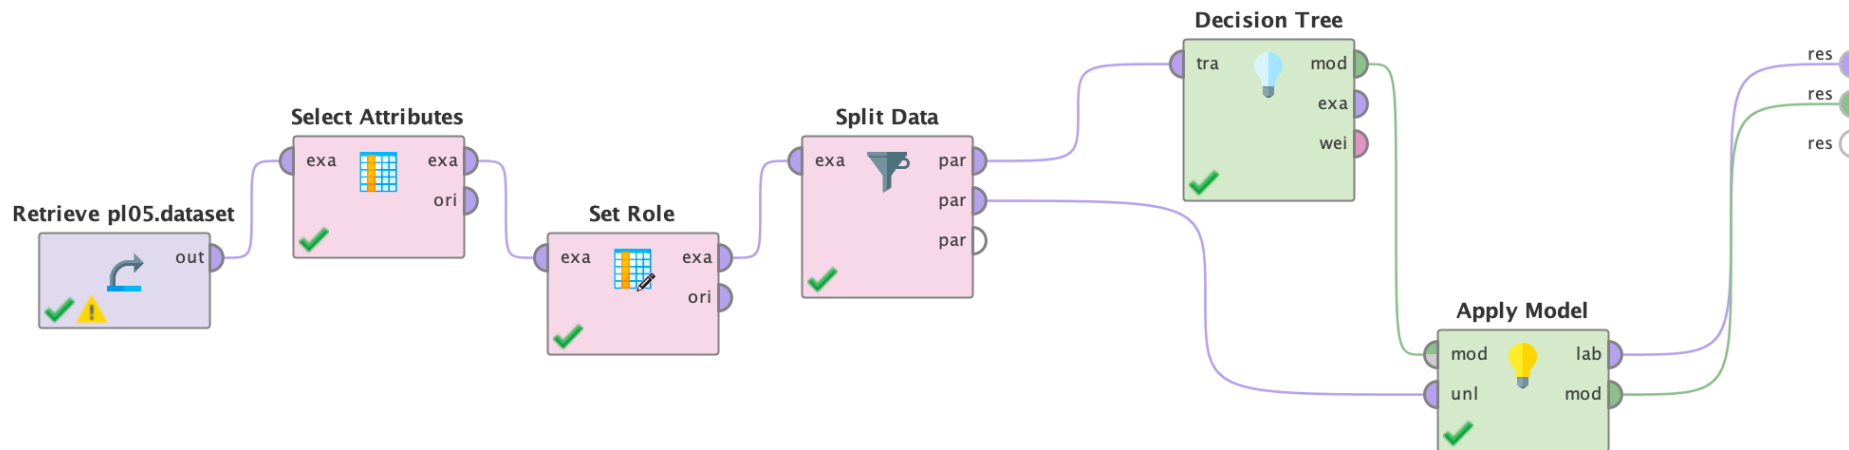 Retrieve pl05.dataset
out
Select Attributes
exa exa
ori
Set Role
exa exa
ori
Split Data
exa par
par
par
Decision Tree
tra mod
exa
wei
Apply Model
mod lab
unl mod
res
res
res